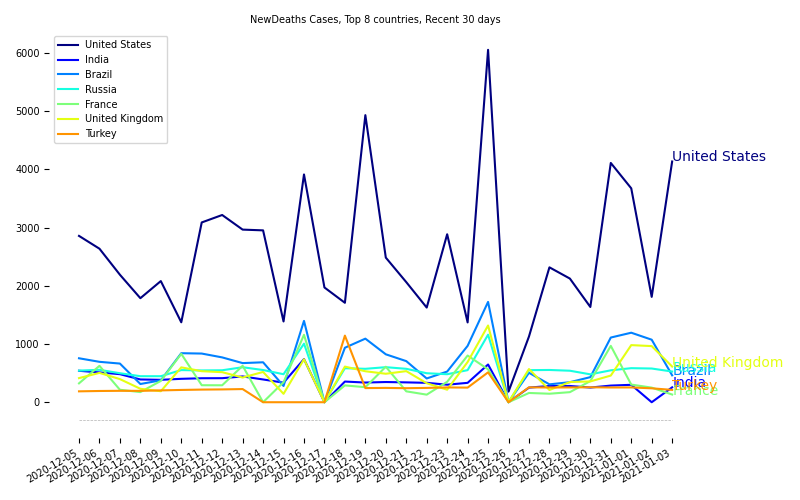 NewDeaths Cases, Top 8 countries, Recent 30 days
United States
India
Brazil
Russia
France
United Kingdom
Turkey
6000
5000
4000
3000
2000
1000
0
United States
United Kingdom
Brazil
India
Turkey
France
2020-12-05
2020-12-06
2020-12-07
2020-12-08
2020-12-09
2020-12-10
2020-12-11
2020-12-12
2020-12-13
2020-12-14
2020-12-15
2020-12-16
2020-12-17
2020-12-18
2020-12-19
2020-12-20
2020-12-21
2020-12-22
2020-12-23
2020-12-24
2020-12-25
2020-12-26
2020-12-27
2020-12-28
2020-12-29
2020-12-30
2020-12-31
2021-01-01
2021-01-02
2021-01-03